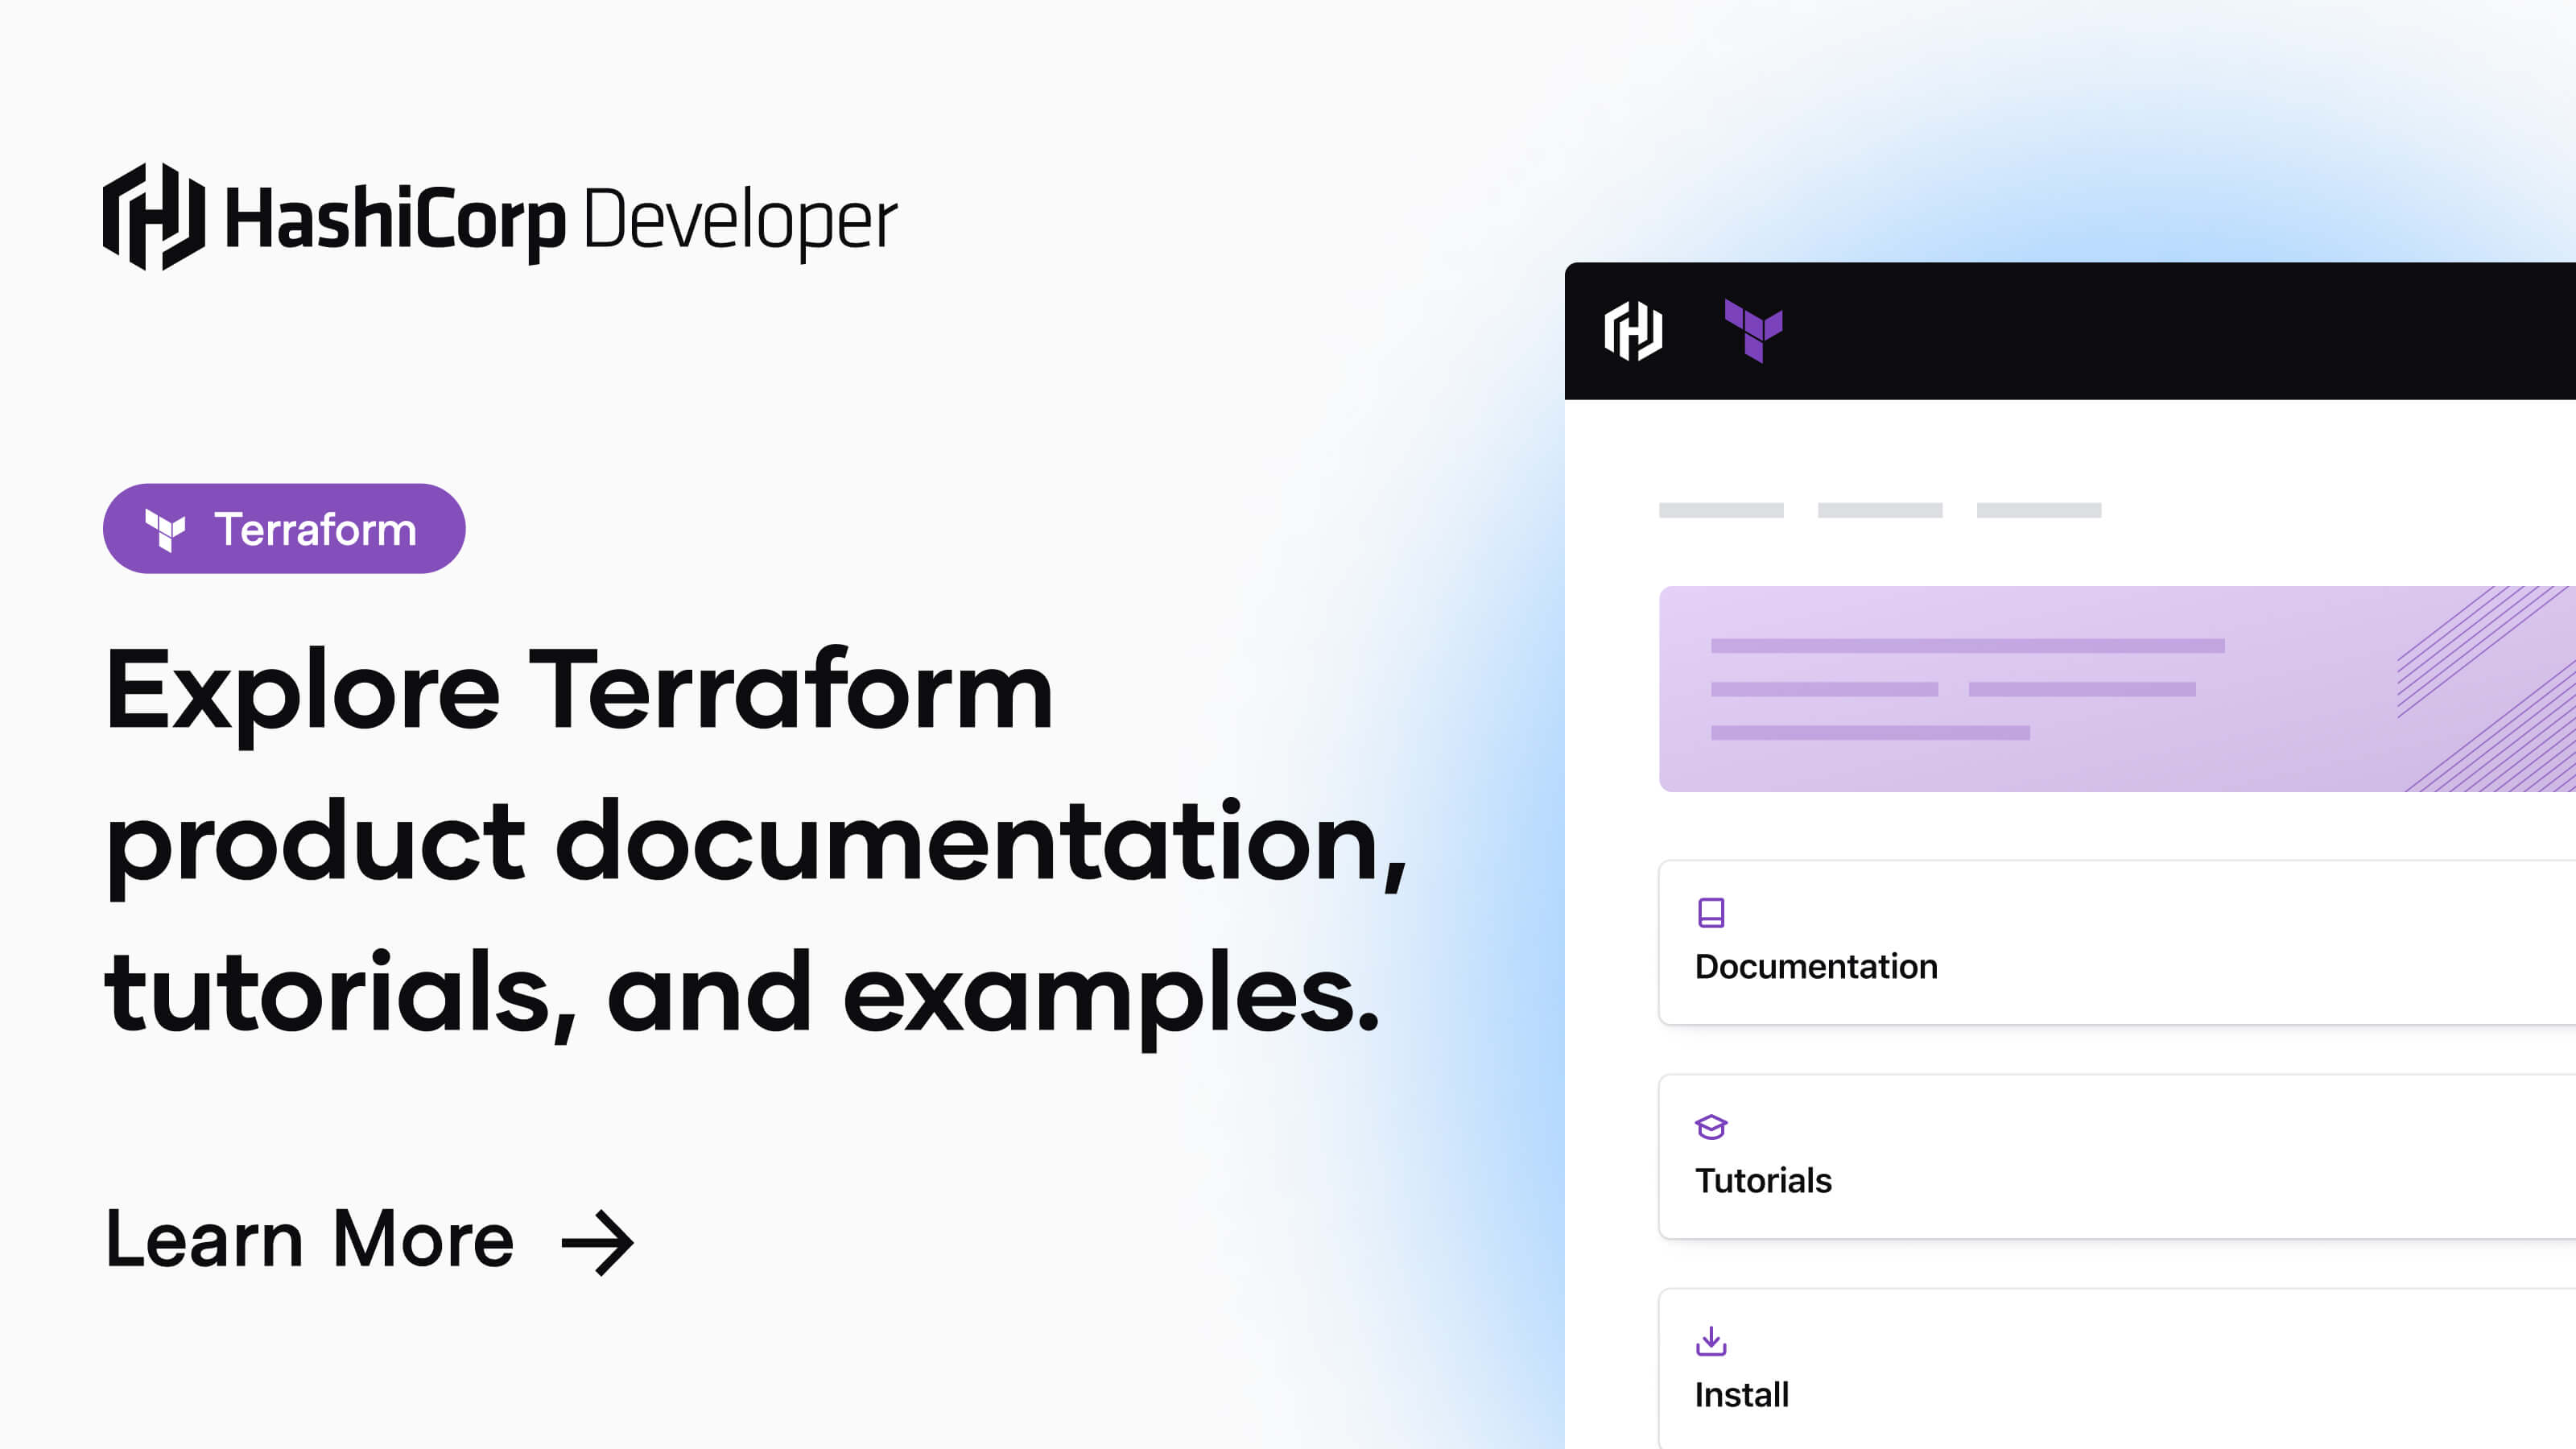 HashiCorp Developer
Terraform
Explore Terraform
product documentation,
tutorials, and examples.
Learn More
Documentation
Tutorials
Install